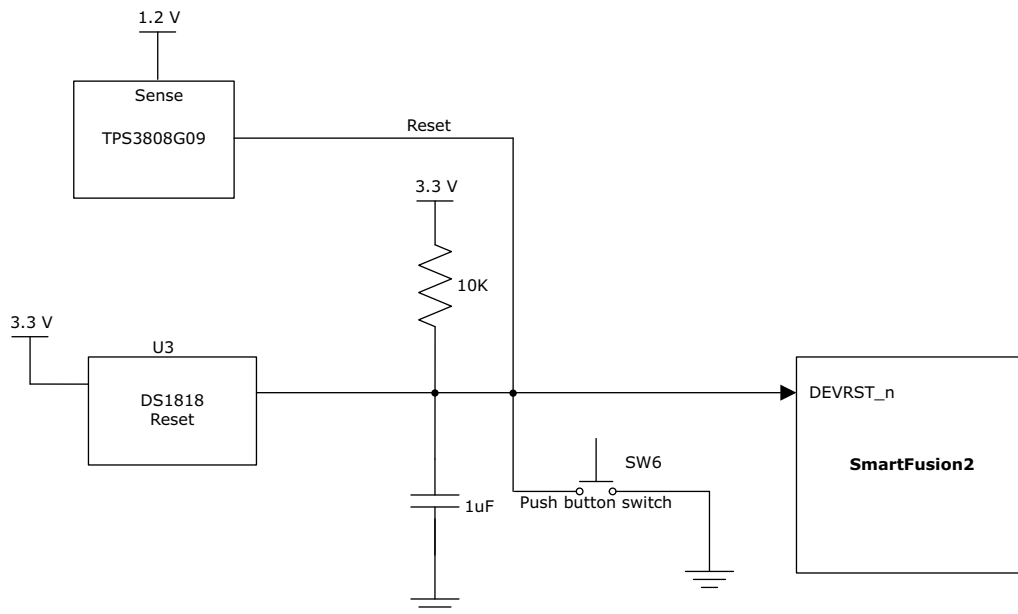 1.2 V
Sense
TPS3808G09
Reset
3.3 V
10K
3.3 V
U3
DS1818
Reset
DEVRST_n
SmartFusion2
SW6
Push button switch
1uF